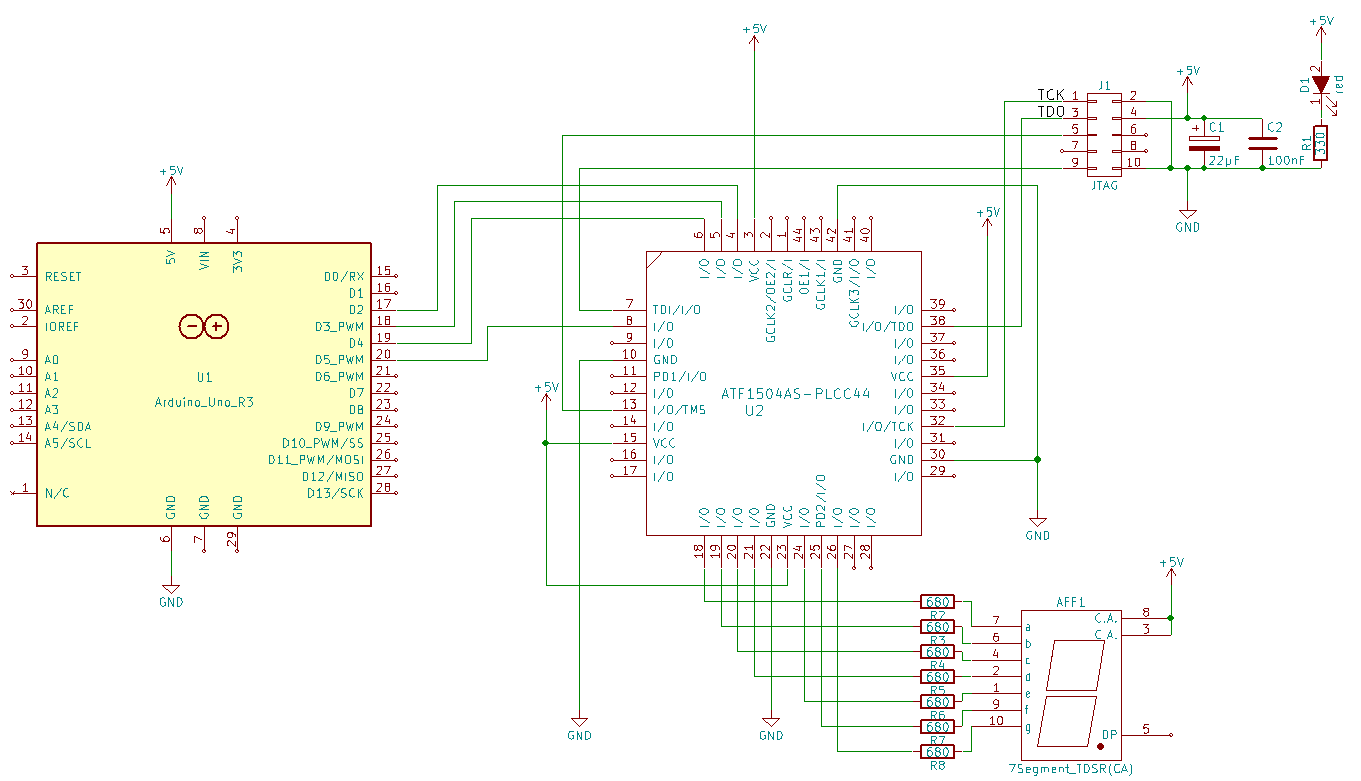 +5V
+5V
+5V
2
D1
red
1
R1
330
J1
TCK 1
2
TDO 3
4
5
6
7
8
9
10
JTAG
+
C1
22µF
C2
100nF
GND
+5V
5
8
4
5V
VIN
3V3
3
RESET
30
AREF
2
IOREF
9
A0
10
A1
11
A2
12
A3
13
A4/SDA
14
A5/SCL
1
N/C
U1
Arduino_Uno_R3
D0/RX
15
D1
16
D2
17
D3_PWM
18
D4
19
D5_PWM
20
D6_PWM
21
D7
22
D8
23
D9_PWM
24
D10_PWM/SS
25
D11_PWM/MOSI
26
D12/MISO
27
D13/SCK
28
GND
GND
GND
6
7
29
GND
+5V
+5V
6
5
4
3
2
1
44
43
42
41
40
I/O
I/O
I/O
VCC
GCLK2/OE2/I
GCLR/I
OE1/I
GCLK1/I
GND
GCLK3/I/O
I/O
7
TDI/I/O
8
I/O
9
I/O
10
GND
11
PD1/I/O
12
I/O
13
I/O/TMS
14
I/O
15
VCC
16
I/O
17
I/O
ATF1504AS-PLCC44
U2
I/O
39
I/O/TDO
38
I/O
37
I/O
36
VCC
35
I/O
34
I/O
33
I/O/TCK
32
I/O
31
GND
30
I/O
29
I/O
I/O
I/O
I/O
GND
VCC
I/O
PD2/I/O
I/O
I/O
I/O
18
19
20
21
22
23
24
25
26
27
28
GND
GND
GND
+5V
680
R2
680
R3
680
R4
680
R5
680
R6
680
R7
680
R8
AFF1
7
a
6
b
4
c
2
d
1
e
9
f
10
g
C.A.
8
C.A.
3
DP
5
7Segment_TDSR(CA)